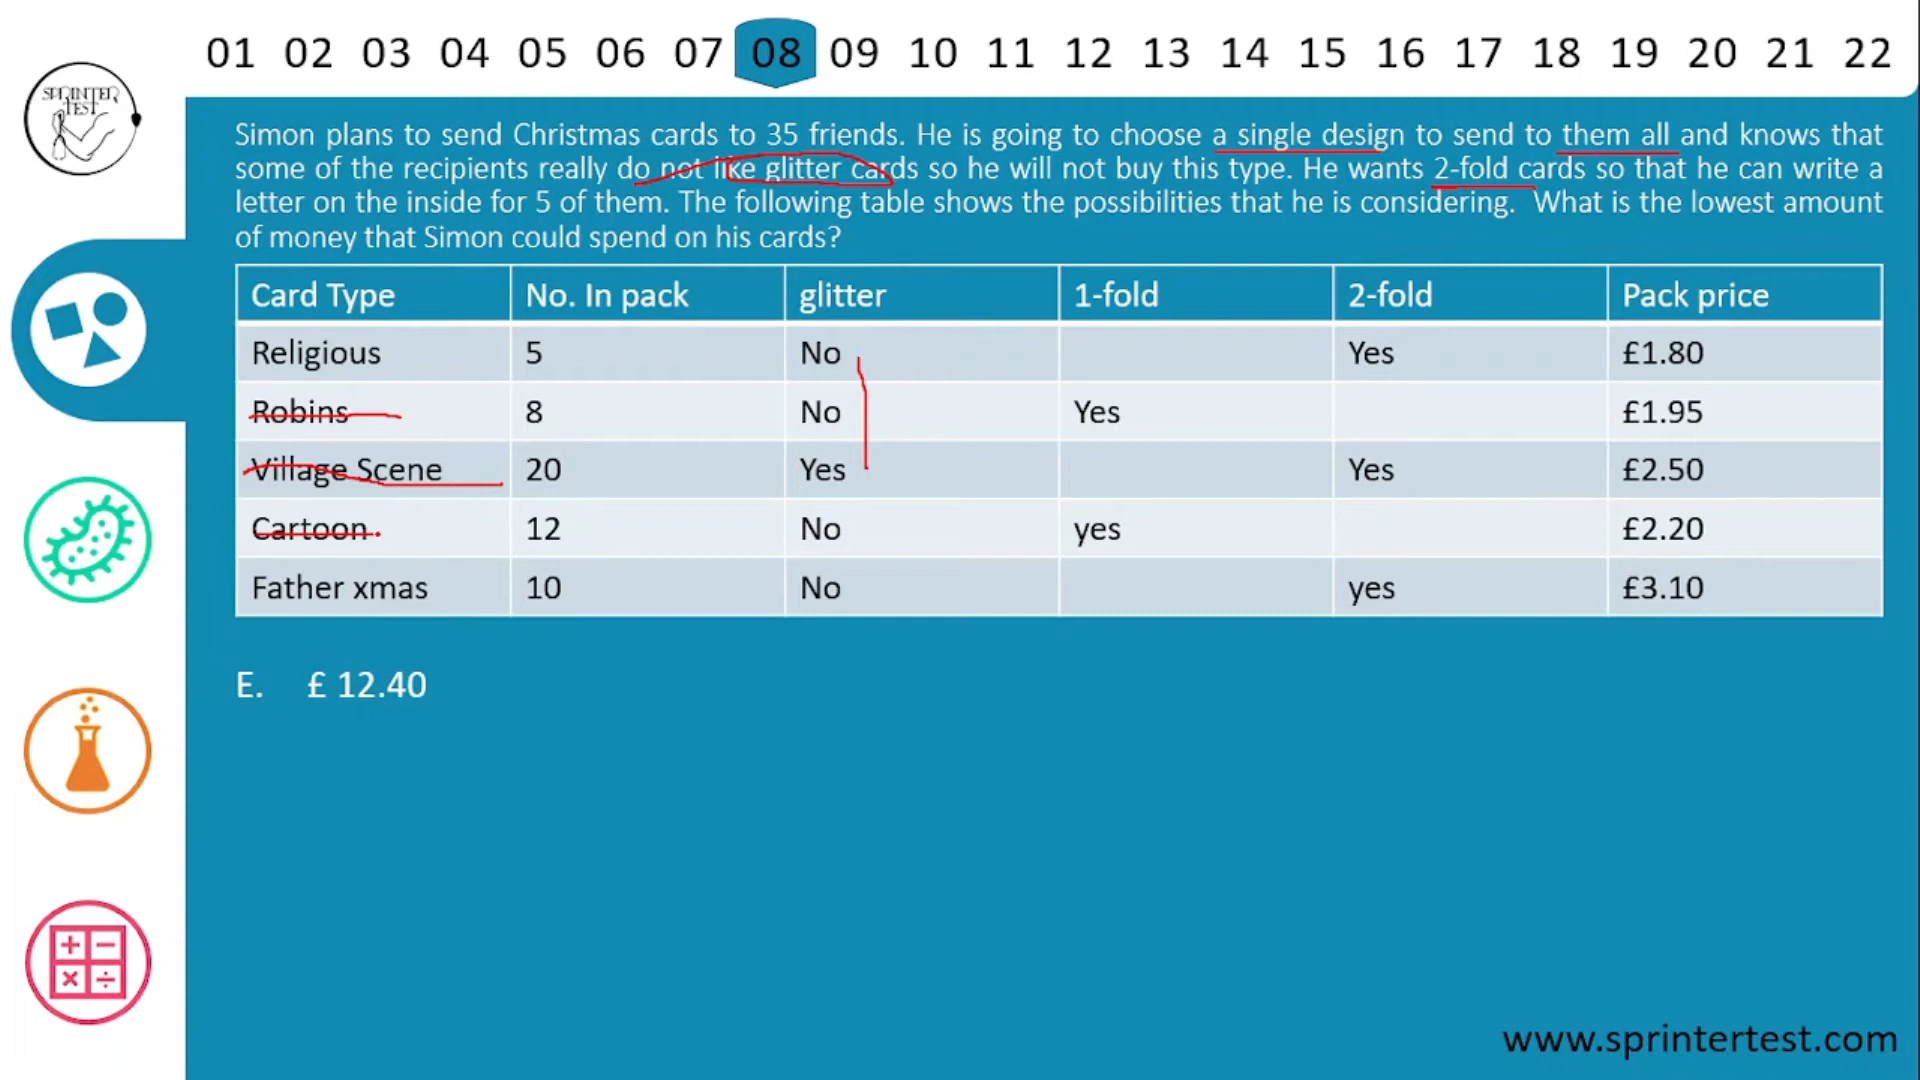 01 02 03 04 05 06 07 08 09 10 11 12 13 14 15 16 17 18 19 20 21 22
SPRINTER
TEST
Simon plans to send Christmas cards to 35 friends. He is going to choose a single design to send to them all and knows that
some of the recipients really do not like glitter cards so he will not buy this type. He wants 2-fold cards so that he can write a
letter on the inside for 5 of them. The following table shows the possibilities that he is considering. What is the lowest amount
of money that Simon could spend on his cards?
Card Type No. In pack glitter 1-fold 2-fold Pack price
Religious 5 No Yes £1.80
Robins 8 No Yes £1.95
Village Scene 20 Yes Yes £2.50
Cartoon 12 No yes £2.20
Father xmas 10 No yes £3.10
E. £ 12.40
www.sprintertest.com